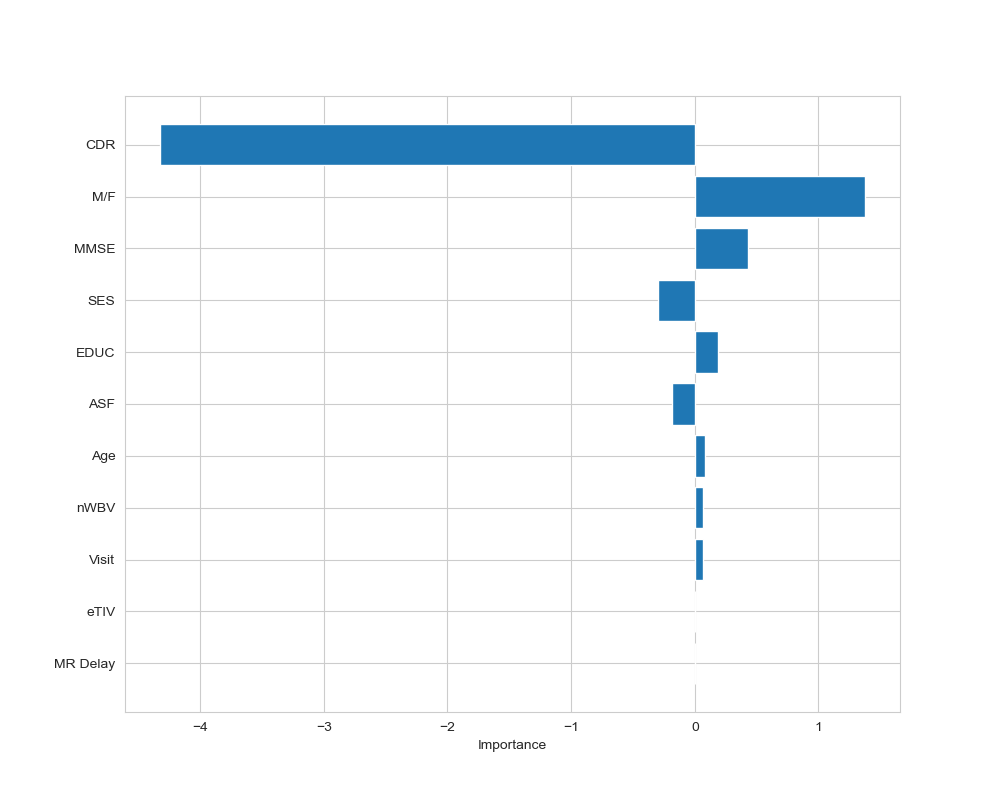 CDR
M/F
MMSE
SES
EDUC
ASF
Age
nWBV
Visit
eTIV
MR Delay
−4 −3 −2 −1 0 1
Importance